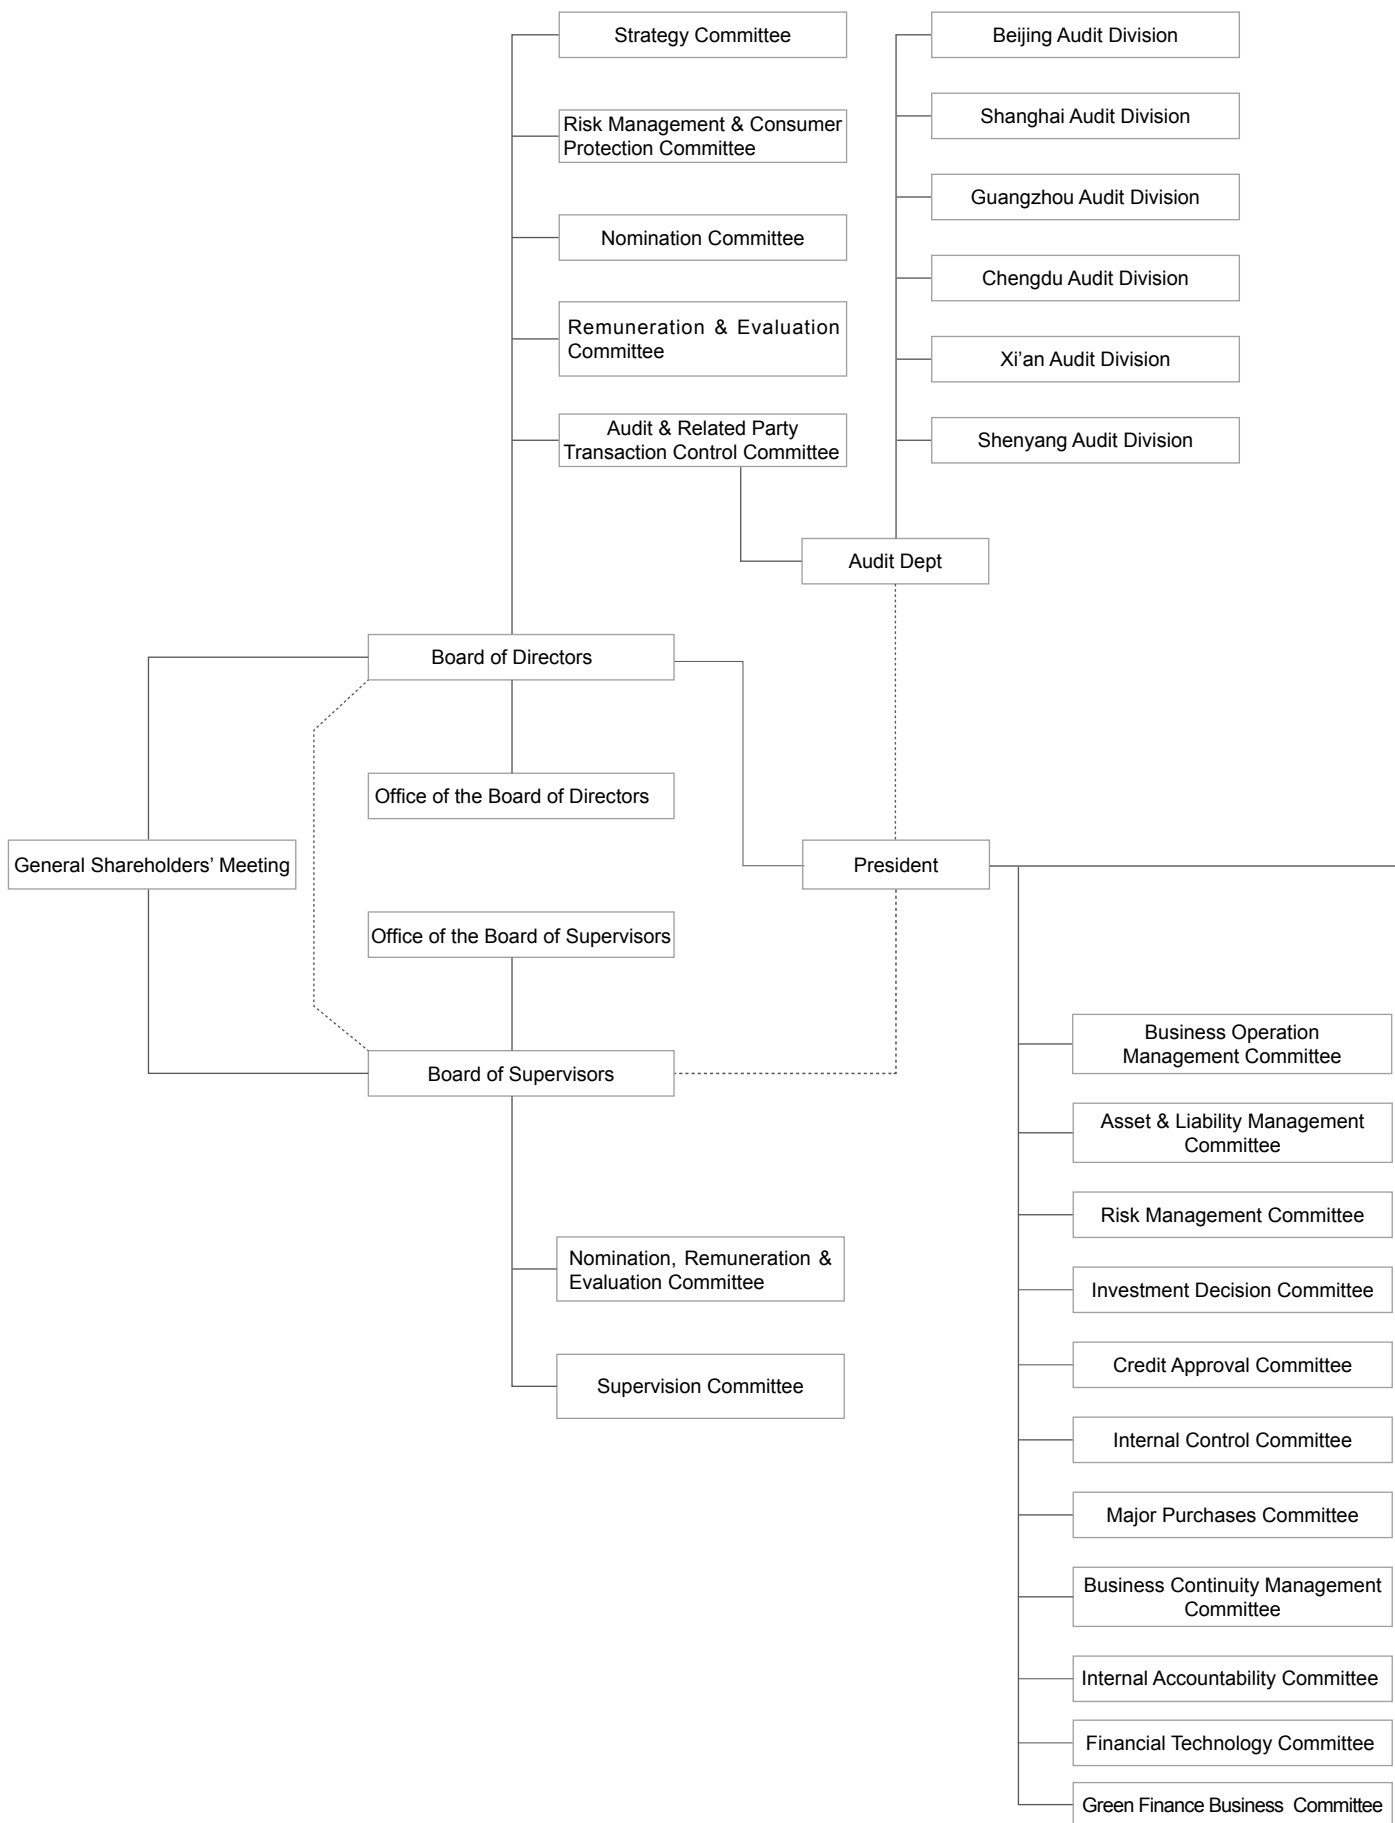 Strategy Committee
Risk Management & Consumer
Protection Committee
Nomination Committee
Remuneration & Evaluation
Committee
Audit & Related Party
Transaction Control Committee
Beijing Audit Division
Shanghai Audit Division
Guangzhou Audit Division
Chengdu Audit Division
Xi’an Audit Division
Shenyang Audit Division
Audit Dept
Board of Directors
Office of the Board of Directors
General Shareholders’ Meeting
President
Office of the Board of Supervisors
Board of Supervisors
Nomination, Remuneration &
Evaluation Committee
Supervision Committee
Business Operation
Management Committee
Asset & Liability Management
Committee
Risk Management Committee
Investment Decision Committee
Credit Approval Committee
Internal Control Committee
Major Purchases Committee
Business Continuity Management
Committee
Internal Accountability Committee
Financial Technology Committee
Green Finance Business Committee